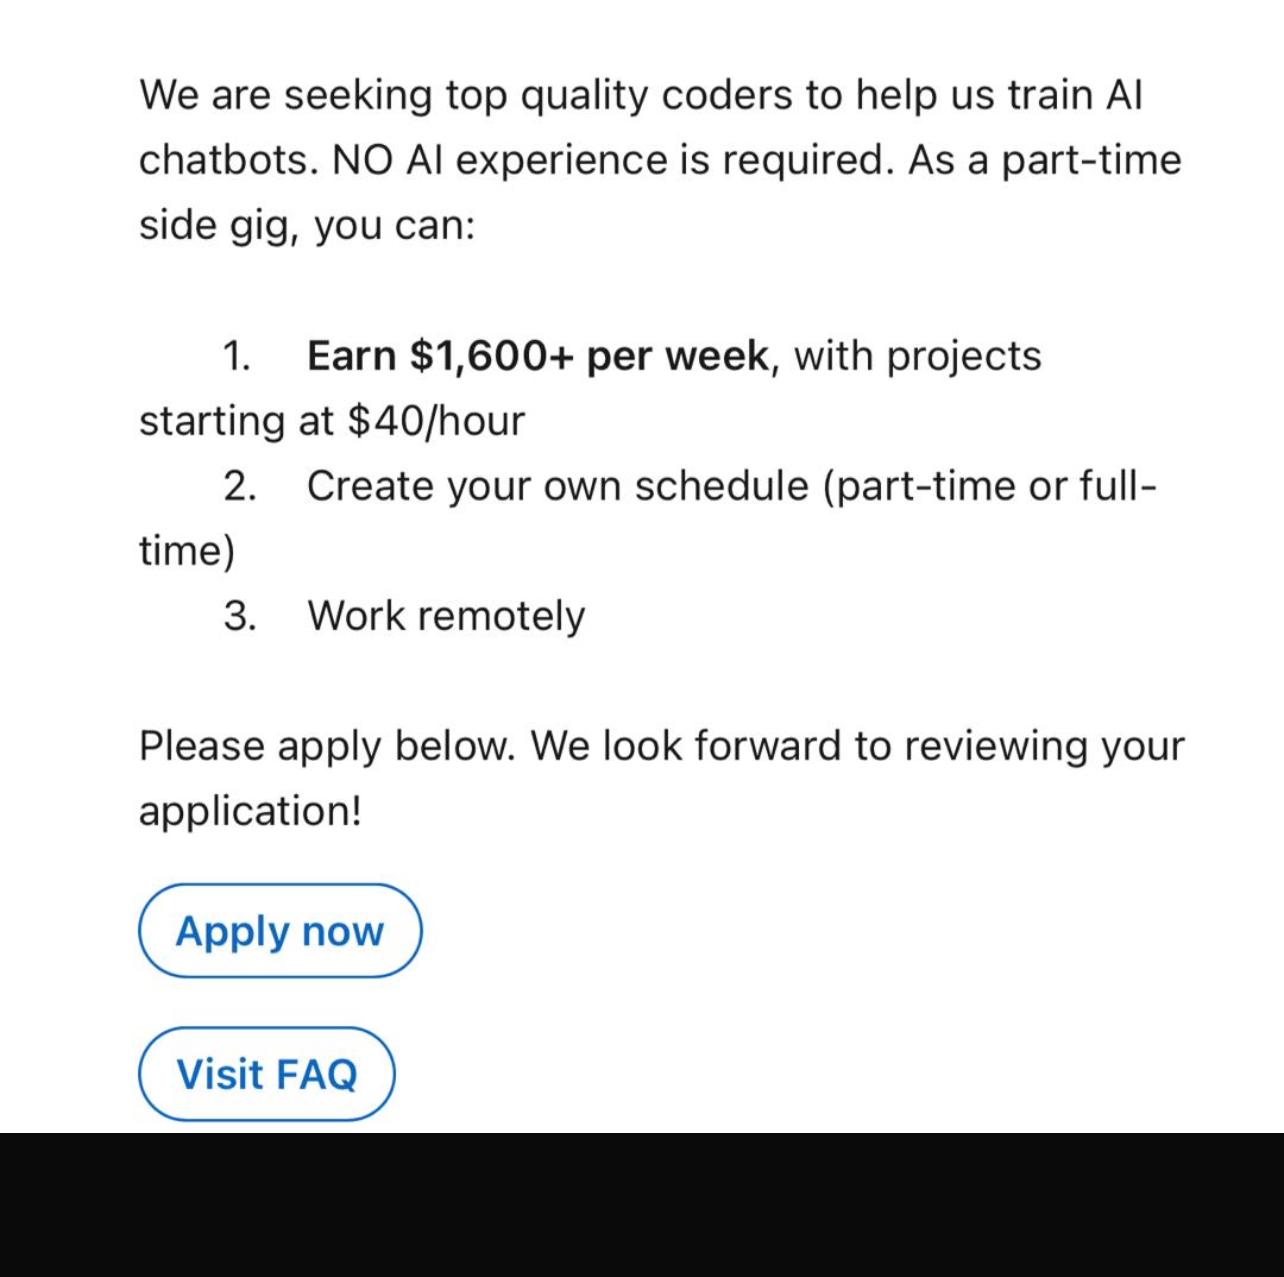 We are seeking top quality coders to help us train AI
chatbots. NO AI experience is required. As a part-time
side gig, you can:
1. Earn $1,600+ per week, with projects
starting at $40/hour
2. Create your own schedule (part-time or full-
time)
3. Work remotely
Please apply below. We look forward to reviewing your
application!
Apply now
Visit FAQ